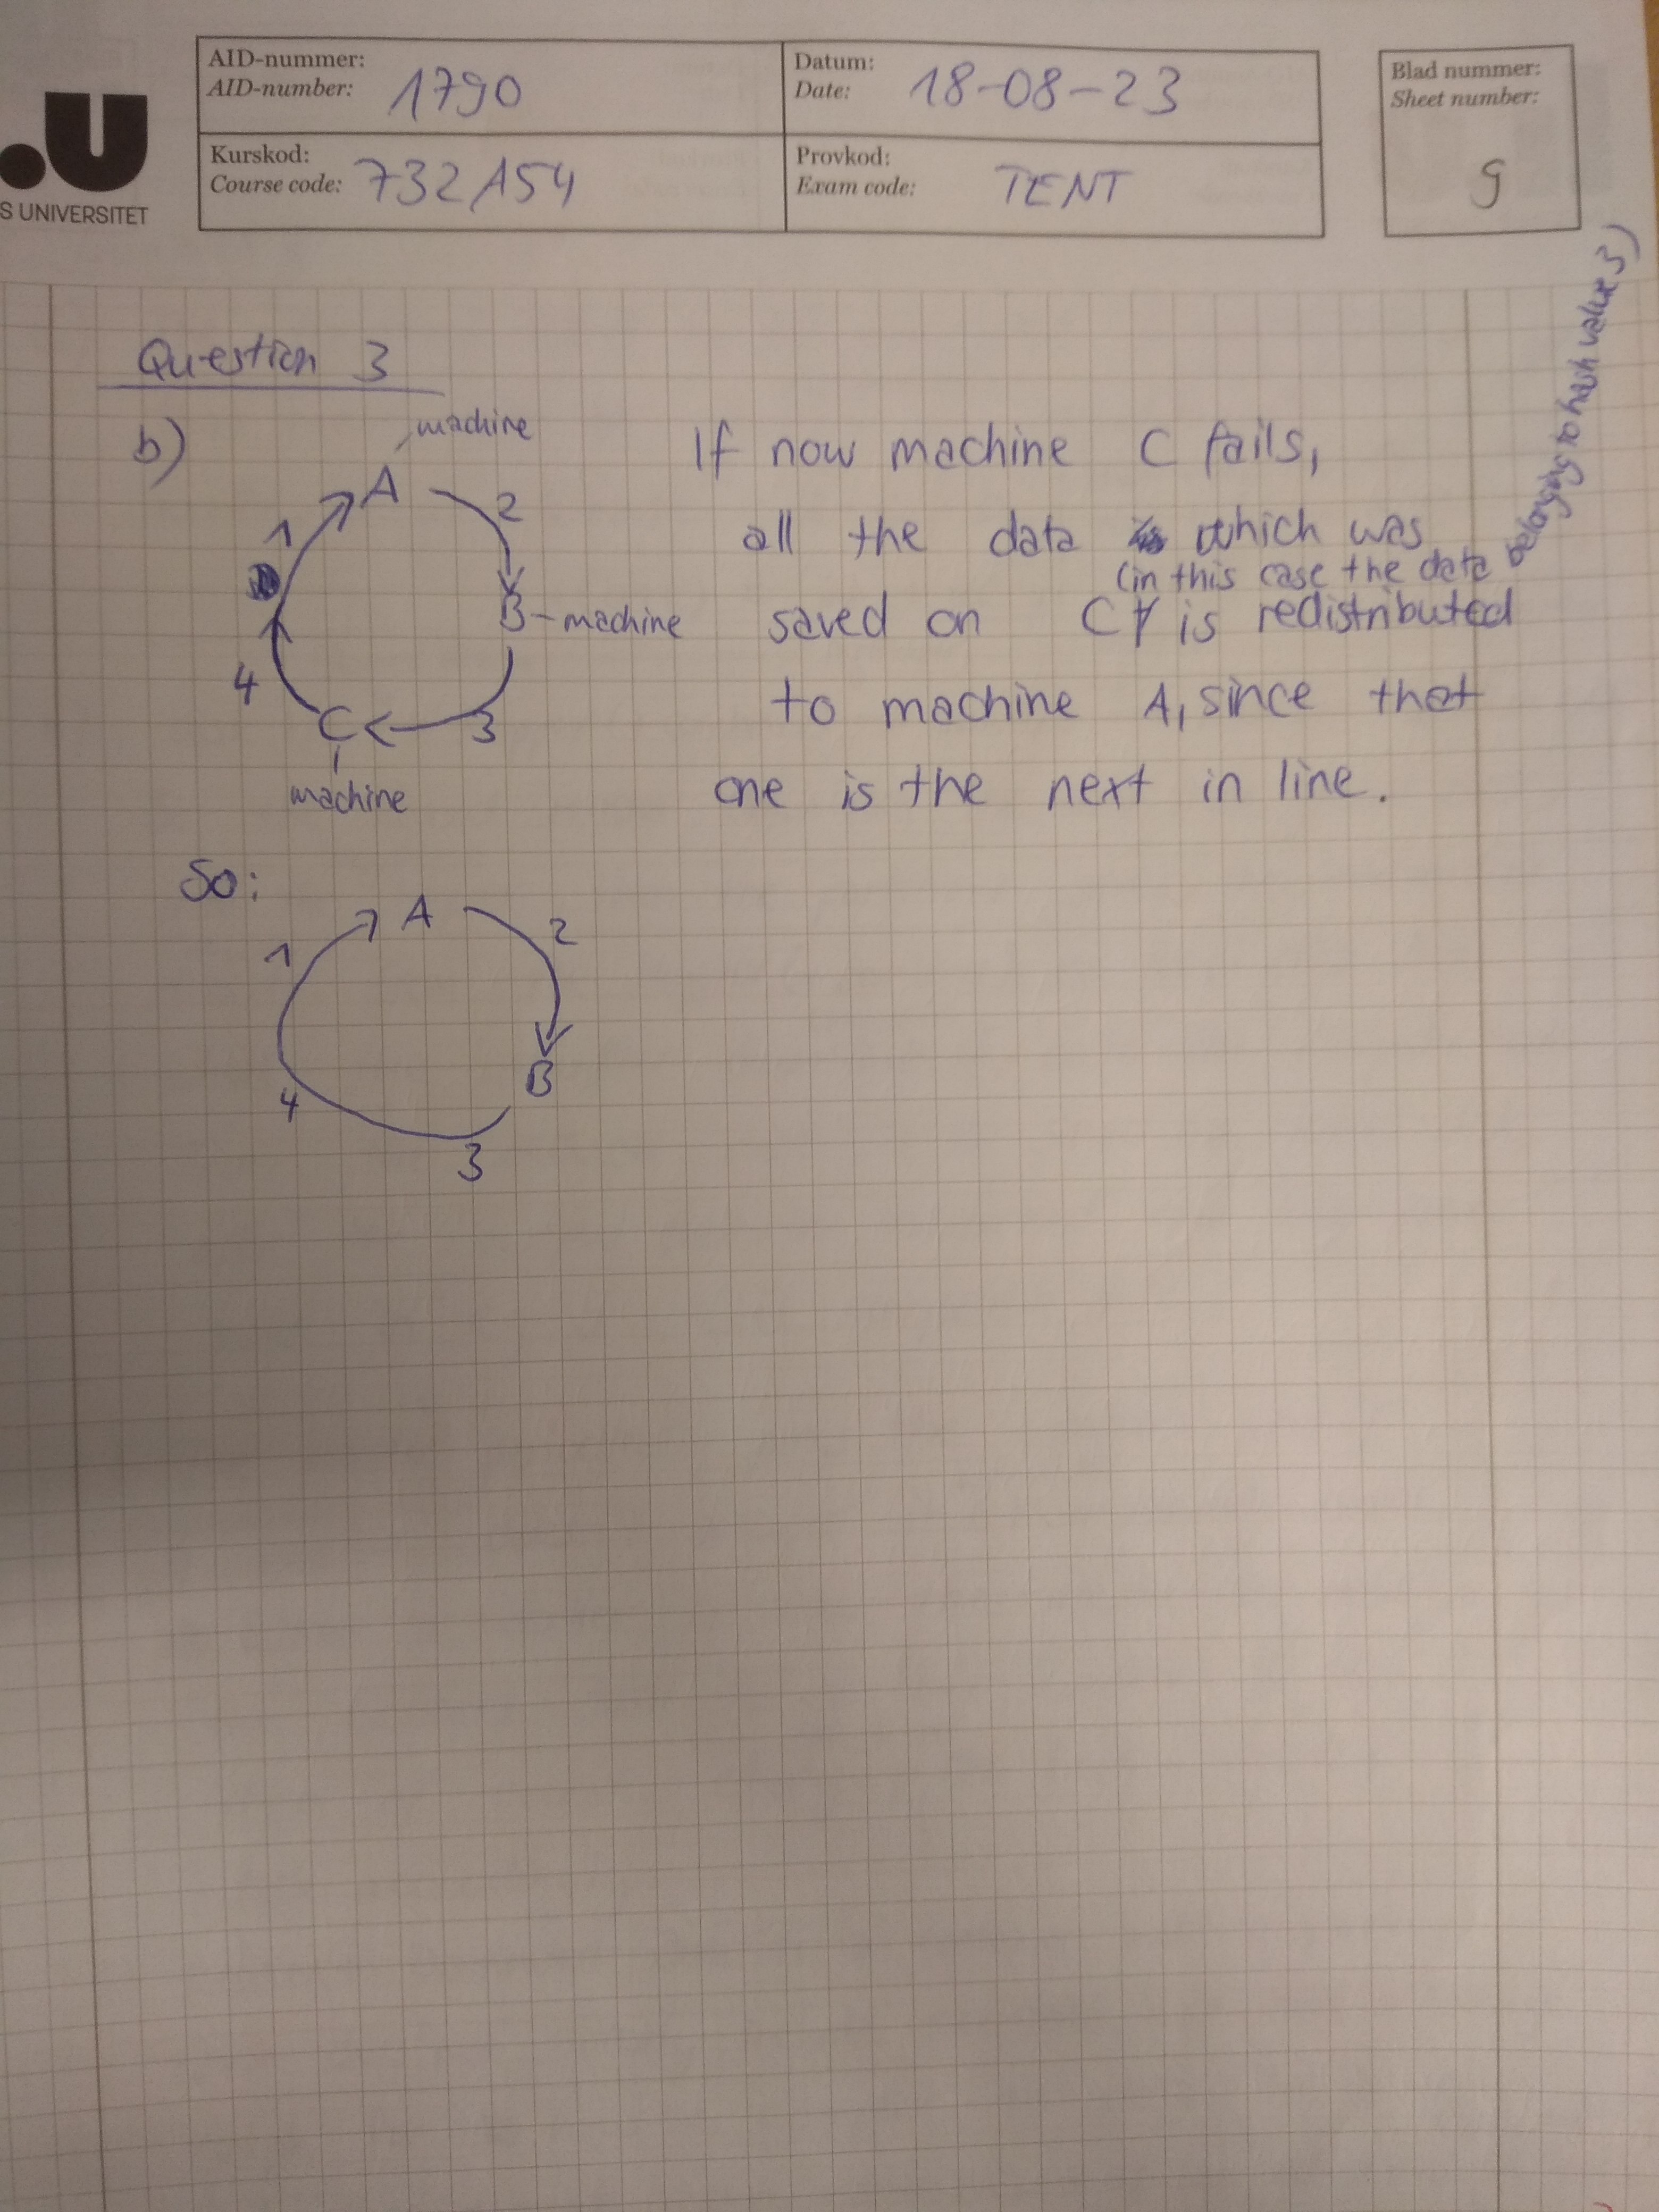 AID-nummer:
AID-number: 1790
Datum:
Date: 18-08-23
Blad nummer:
Sheet number:
9
.U
S UNIVERSITET
Kurskod:
Course code: 732A54
Provkod:
Exam code: TENT
Question 3
b)
machine
A
1
2
B - machine
4
C
3
machine
If now machine C fails,
all the data which was
(in this case the data belonging to hash value 3)
saved on C is redistributed
to machine A, since that
one is the next in line.
So:
A
1
2
B
4
3